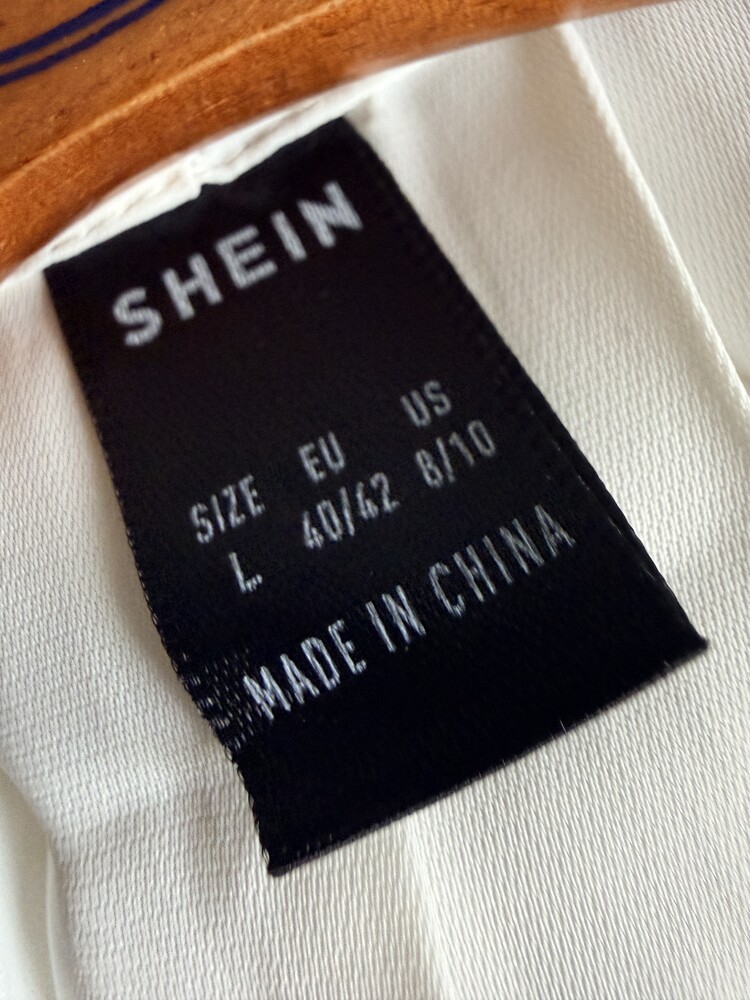 SHEIN
SIZE EU US
L 40/42 8/10
MADE IN CHINA